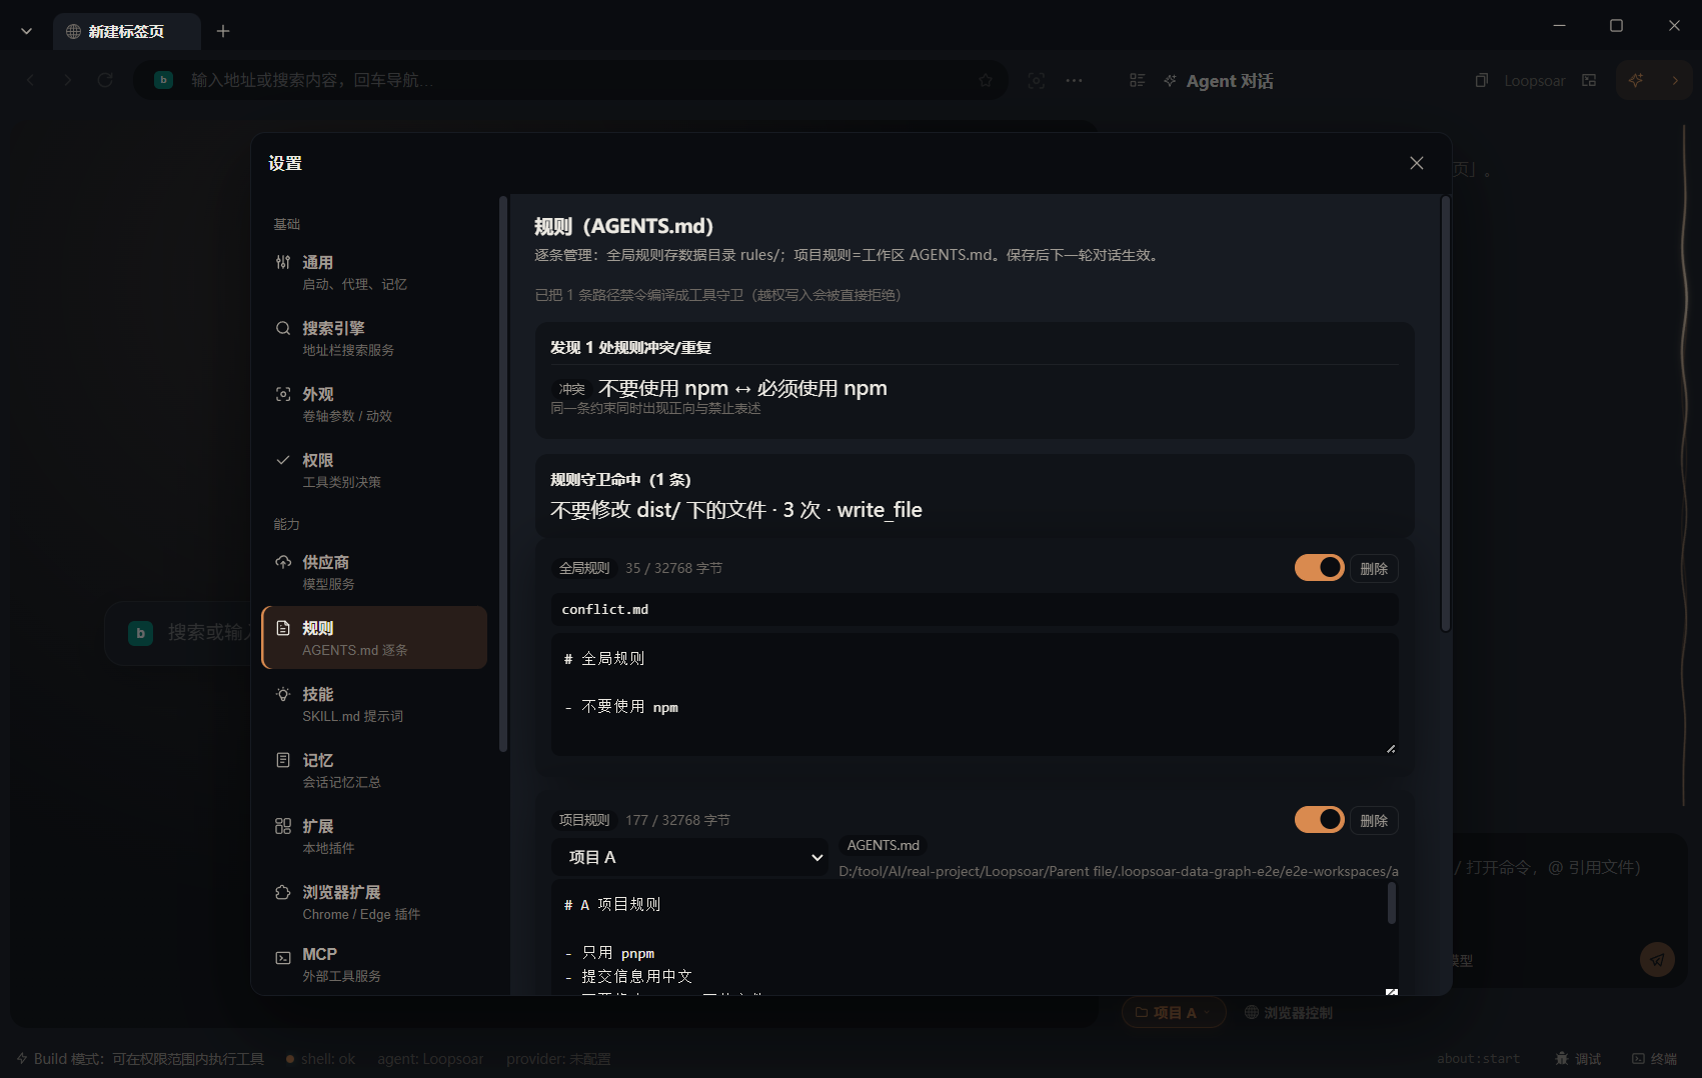 新建标签页
b 输入地址或搜索内容，回车导航...
Agent 对话
Loopsoar
页」。
设置
基础
通用
启动、代理、记忆
搜索引擎
地址栏搜索服务
外观
卷轴参数 / 动效
权限
工具类别决策
能力
供应商
模型服务
规则
AGENTS.md 逐条
技能
SKILL.md 提示词
记忆
会话记忆汇总
扩展
本地插件
浏览器扩展
Chrome / Edge 插件
MCP
外部工具服务
规则（AGENTS.md）
逐条管理：全局规则存数据目录 rules/；项目规则=工作区 AGENTS.md。保存后下一轮对话生效。
已把 1 条路径禁令编译成工具守卫（越权写入会被直接拒绝）
发现 1 处规则冲突/重复
冲突 不要使用 npm ↔ 必须使用 npm
同一条约束同时出现正向与禁止表述
规则守卫命中（1 条）
不要修改 dist/ 下的文件 · 3 次 · write_file
全局规则 35 / 32768 字节
删除
conflict.md
# 全局规则
- 不要使用 npm
项目规则 177 / 32768 字节
删除
项目 A
AGENTS.md
D:/tool/AI/real-project/Loopsoar/Parent file/.loopsoar-data-graph-e2e/e2e-workspaces/a
# A 项目规则
- 只用 pnpm
- 提交信息用中文
b 搜索或输入
/ 打开命令，@ 引用文件)
模型
项目 A
浏览器控制
Build 模式：可在权限范围内执行工具
shell: ok
agent: Loopsoar
provider: 未配置
about:start
调试
终端